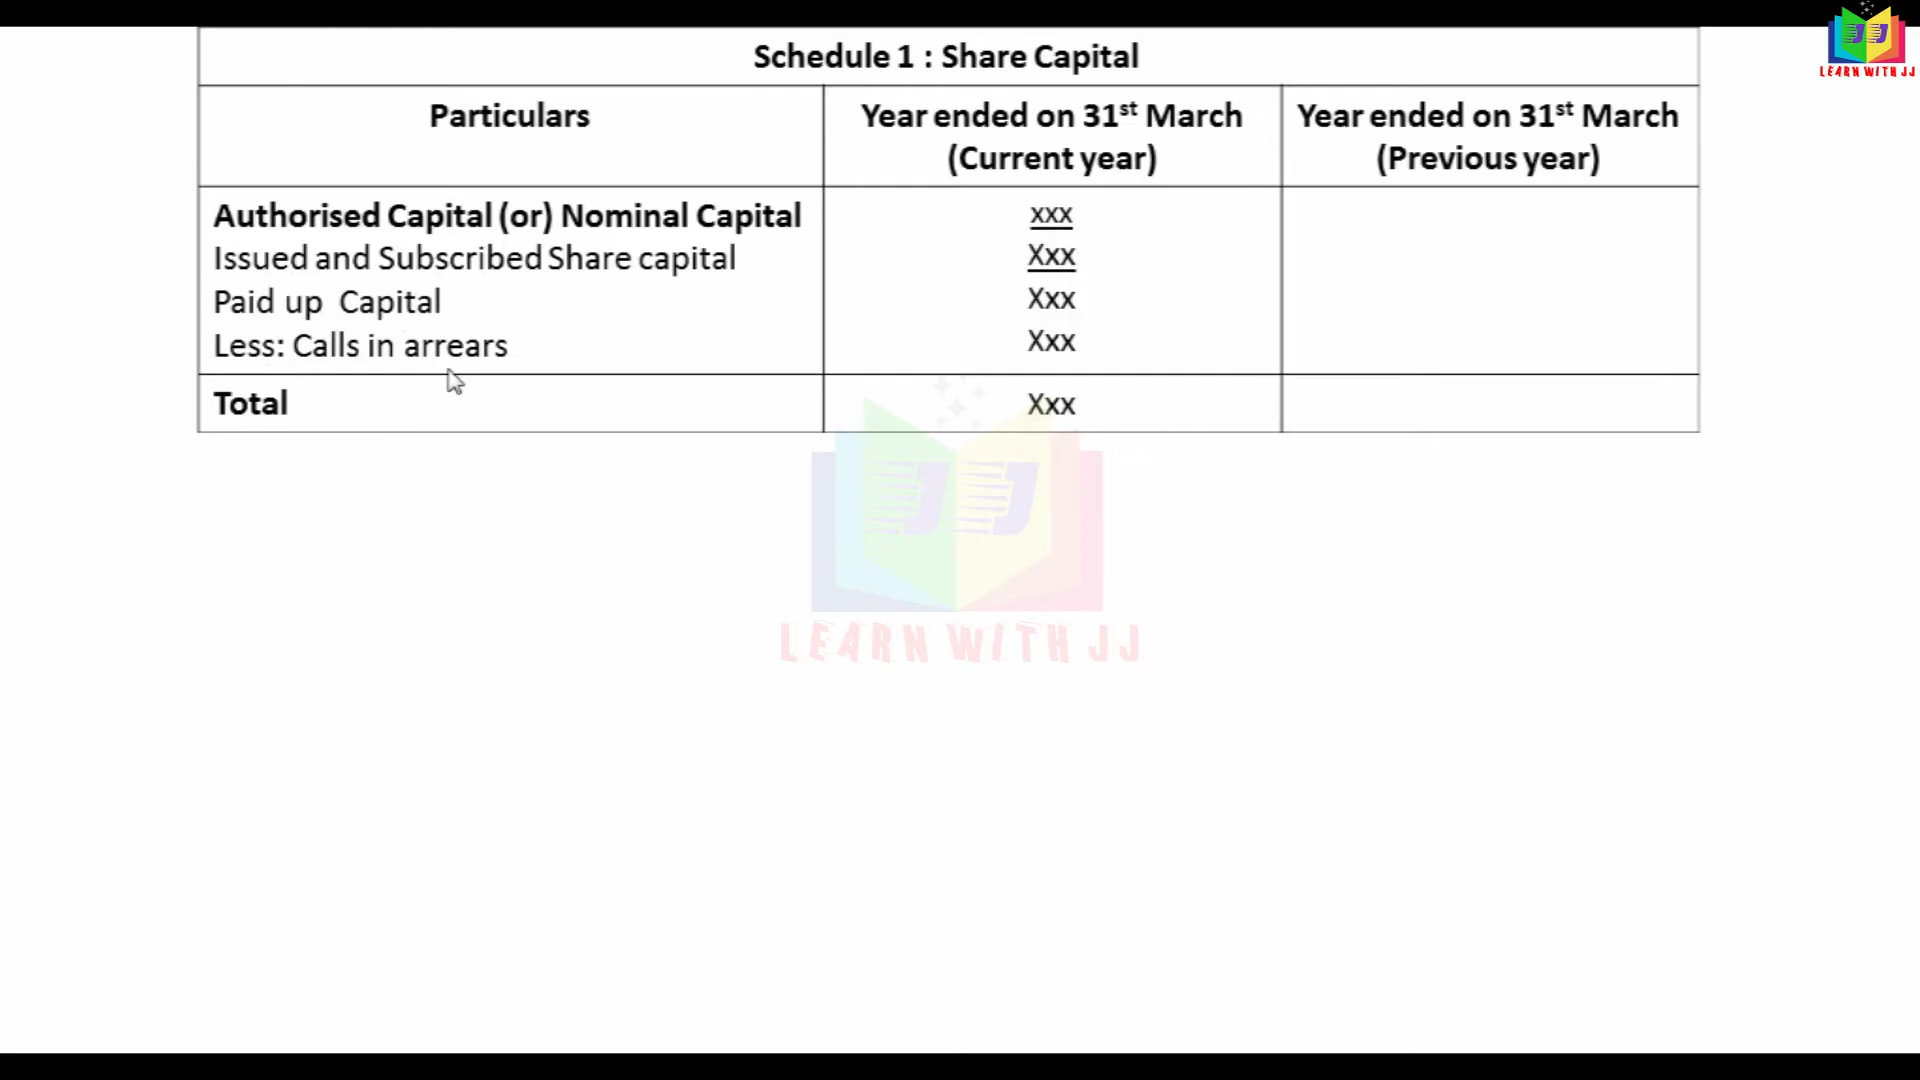 LEARN WITH JJ
Schedule 1 : Share Capital
Particulars
Year ended on 31st March
(Current year)
Year ended on 31st March
(Previous year)
Authorised Capital (or) Nominal Capital
xxx
Issued and Subscribed Share capital
Xxx
Paid up Capital
Xxx
Less: Calls in arrears
Xxx
Total
Xxx
JJ
LEARN WITH JJ